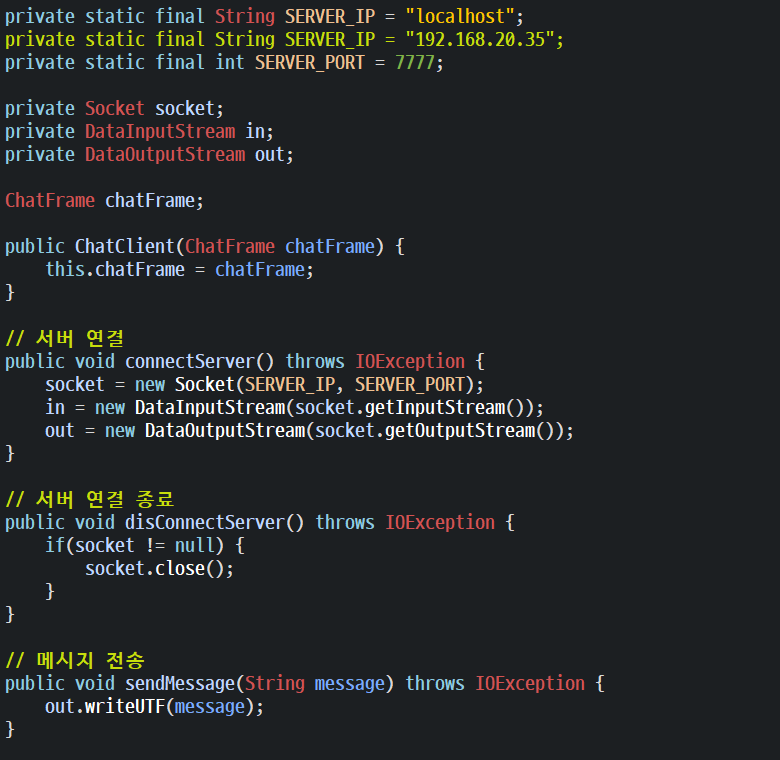 private static final String SERVER_IP = "localhost";
private static final String SERVER_IP = "192.168.20.35";
private static final int SERVER_PORT = 7777;

private Socket socket;
private DataInputStream in;
private DataOutputStream out;

ChatFrame chatFrame;

public ChatClient(ChatFrame chatFrame) {
    this.chatFrame = chatFrame;
}

// 서버 연결
public void connectServer() throws IOException {
    socket = new Socket(SERVER_IP, SERVER_PORT);
    in = new DataInputStream(socket.getInputStream());
    out = new DataOutputStream(socket.getOutputStream());
}

// 서버 연결 종료
public void disConnectServer() throws IOException {
    if(socket != null) {
        socket.close();
    }
}

// 메시지 전송
public void sendMessage(String message) throws IOException {
    out.writeUTF(message);
}